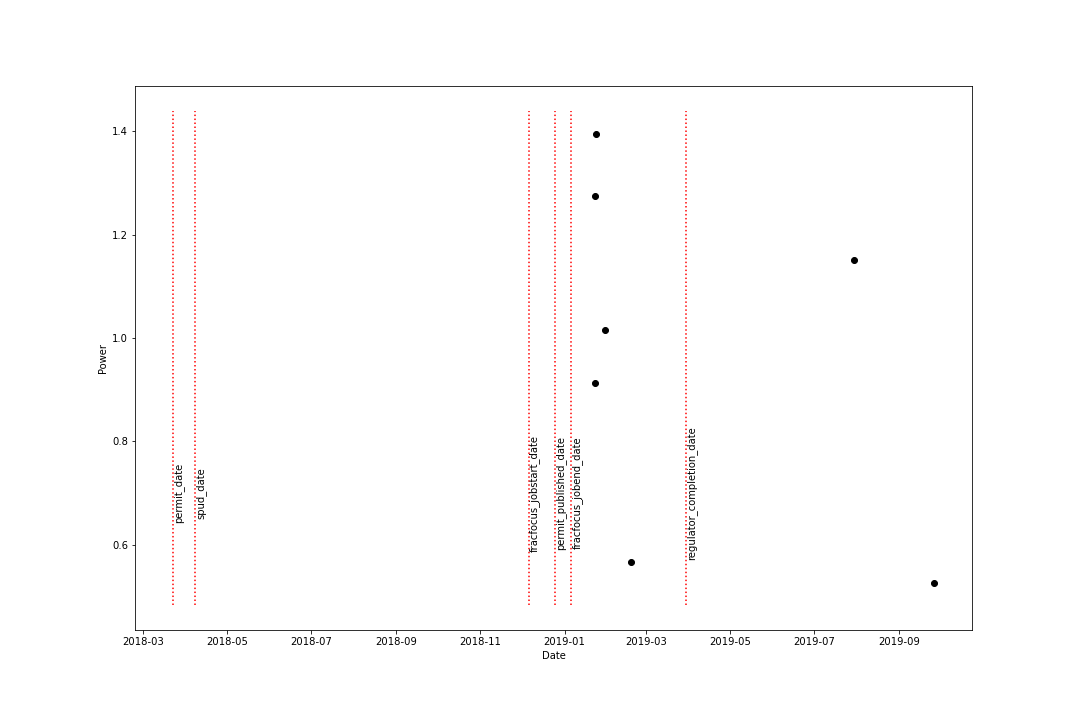 1.4
1.2
1.0
0.8
0.6
Power
permit_date
spud_date
fracfocus_jobstart_date
permit_published_date
fracfocus_jobend_date
regulator_completion_date
2018-03 2018-05 2018-07 2018-09 2018-11 2019-01 2019-03 2019-05 2019-07 2019-09
Date